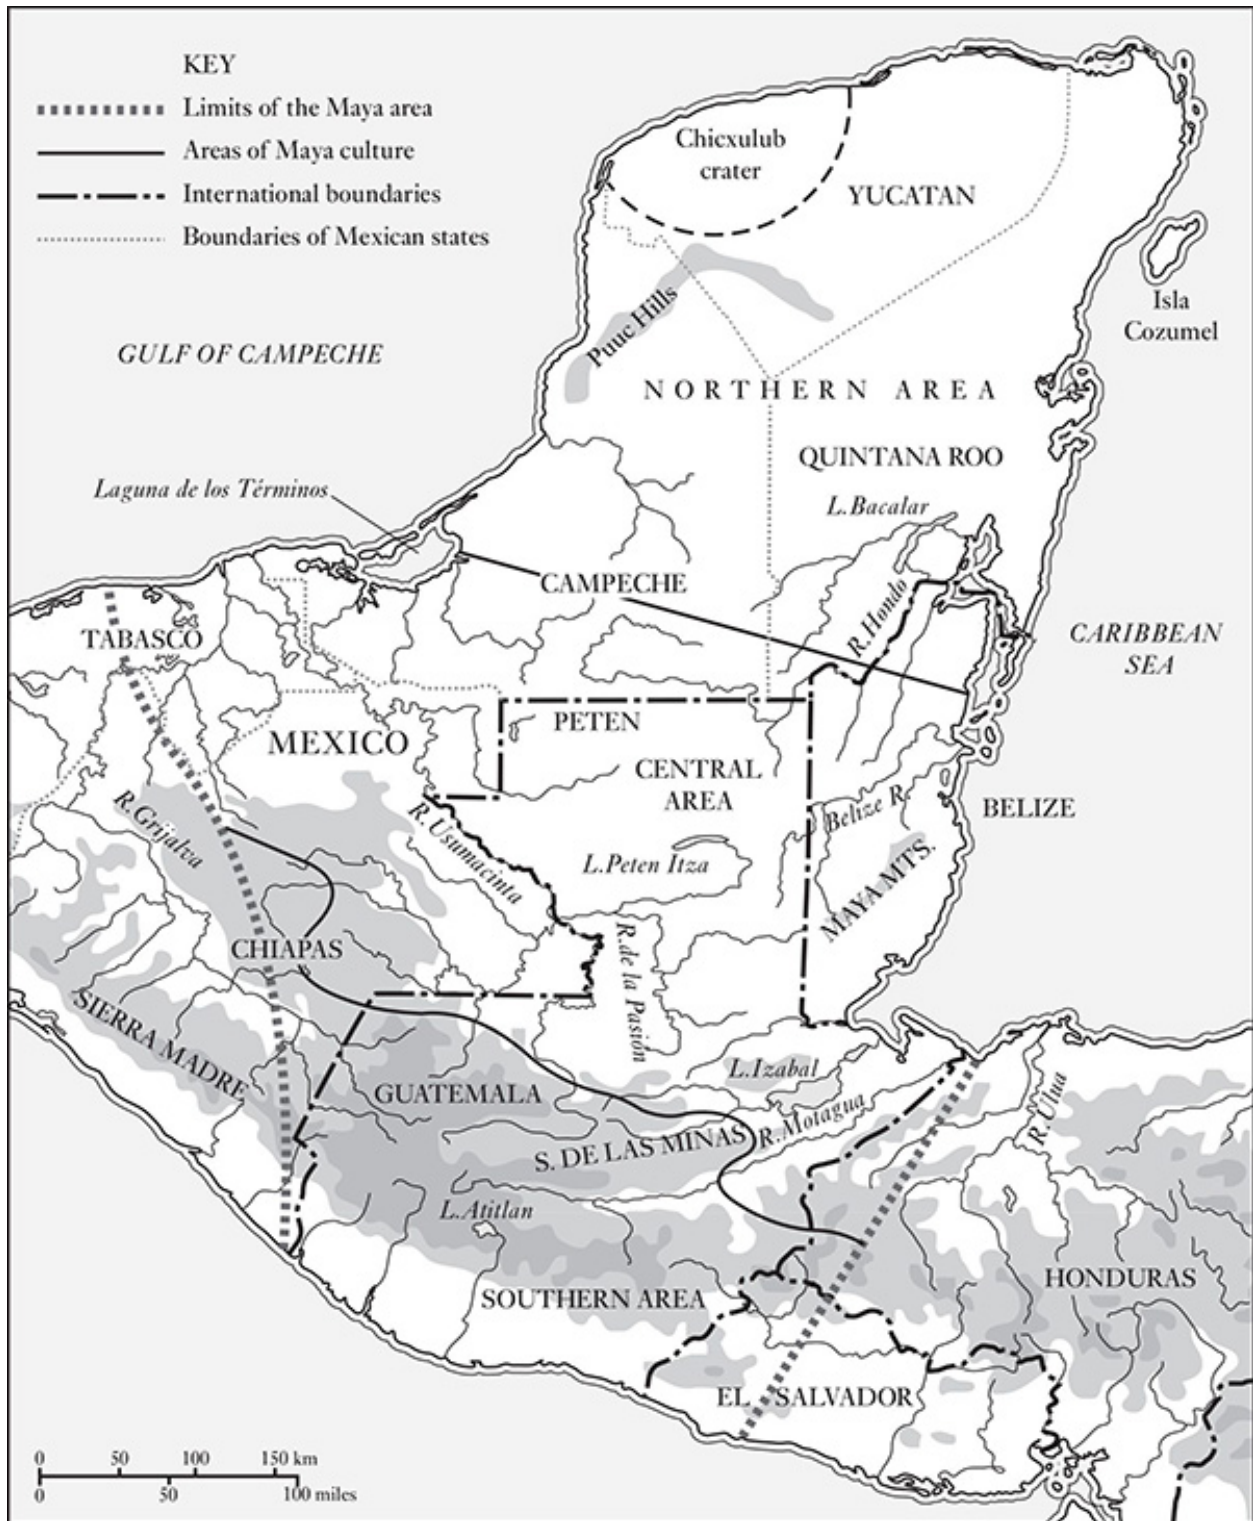 KEY
Limits of the Maya area
Areas of Maya culture
International boundaries
Boundaries of Mexican states
Chicxulub
crater
YUCATAN
Isla
Cozumel
Puuc Hills
GULF OF CAMPECHE
NORTHERN AREA
QUINTANA ROO
Laguna de los Términos
L.Bacalar
CAMPECHE
R.Hondo
TABASCO
CARIBBEAN
SEA
PETEN
MEXICO
CENTRAL
AREA
BELIZE
Belize R.
R.Grijalva
R.Usumacinta
L.Peten Itza
MAYA MTS.
CHIAPAS
R.de la Pasión
SIERRA MADRE
L.Izabal
GUATEMALA
R.Motagua
R.Ulua
S. DE LAS MINAS
L.Atitlan
HONDURAS
SOUTHERN AREA
EL SALVADOR
0 50 100 150 km
0 50 100 miles